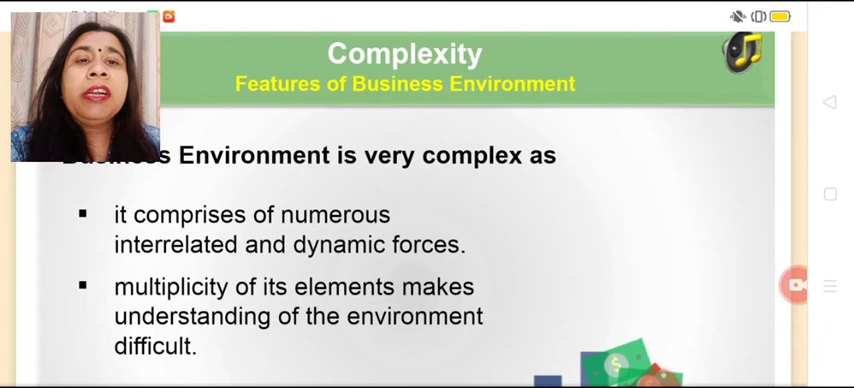 Complexity
Features of Business Environment
Business Environment is very complex as
▪ it comprises of numerous
interrelated and dynamic forces.
▪ multiplicity of its elements makes
understanding of the environment
difficult.